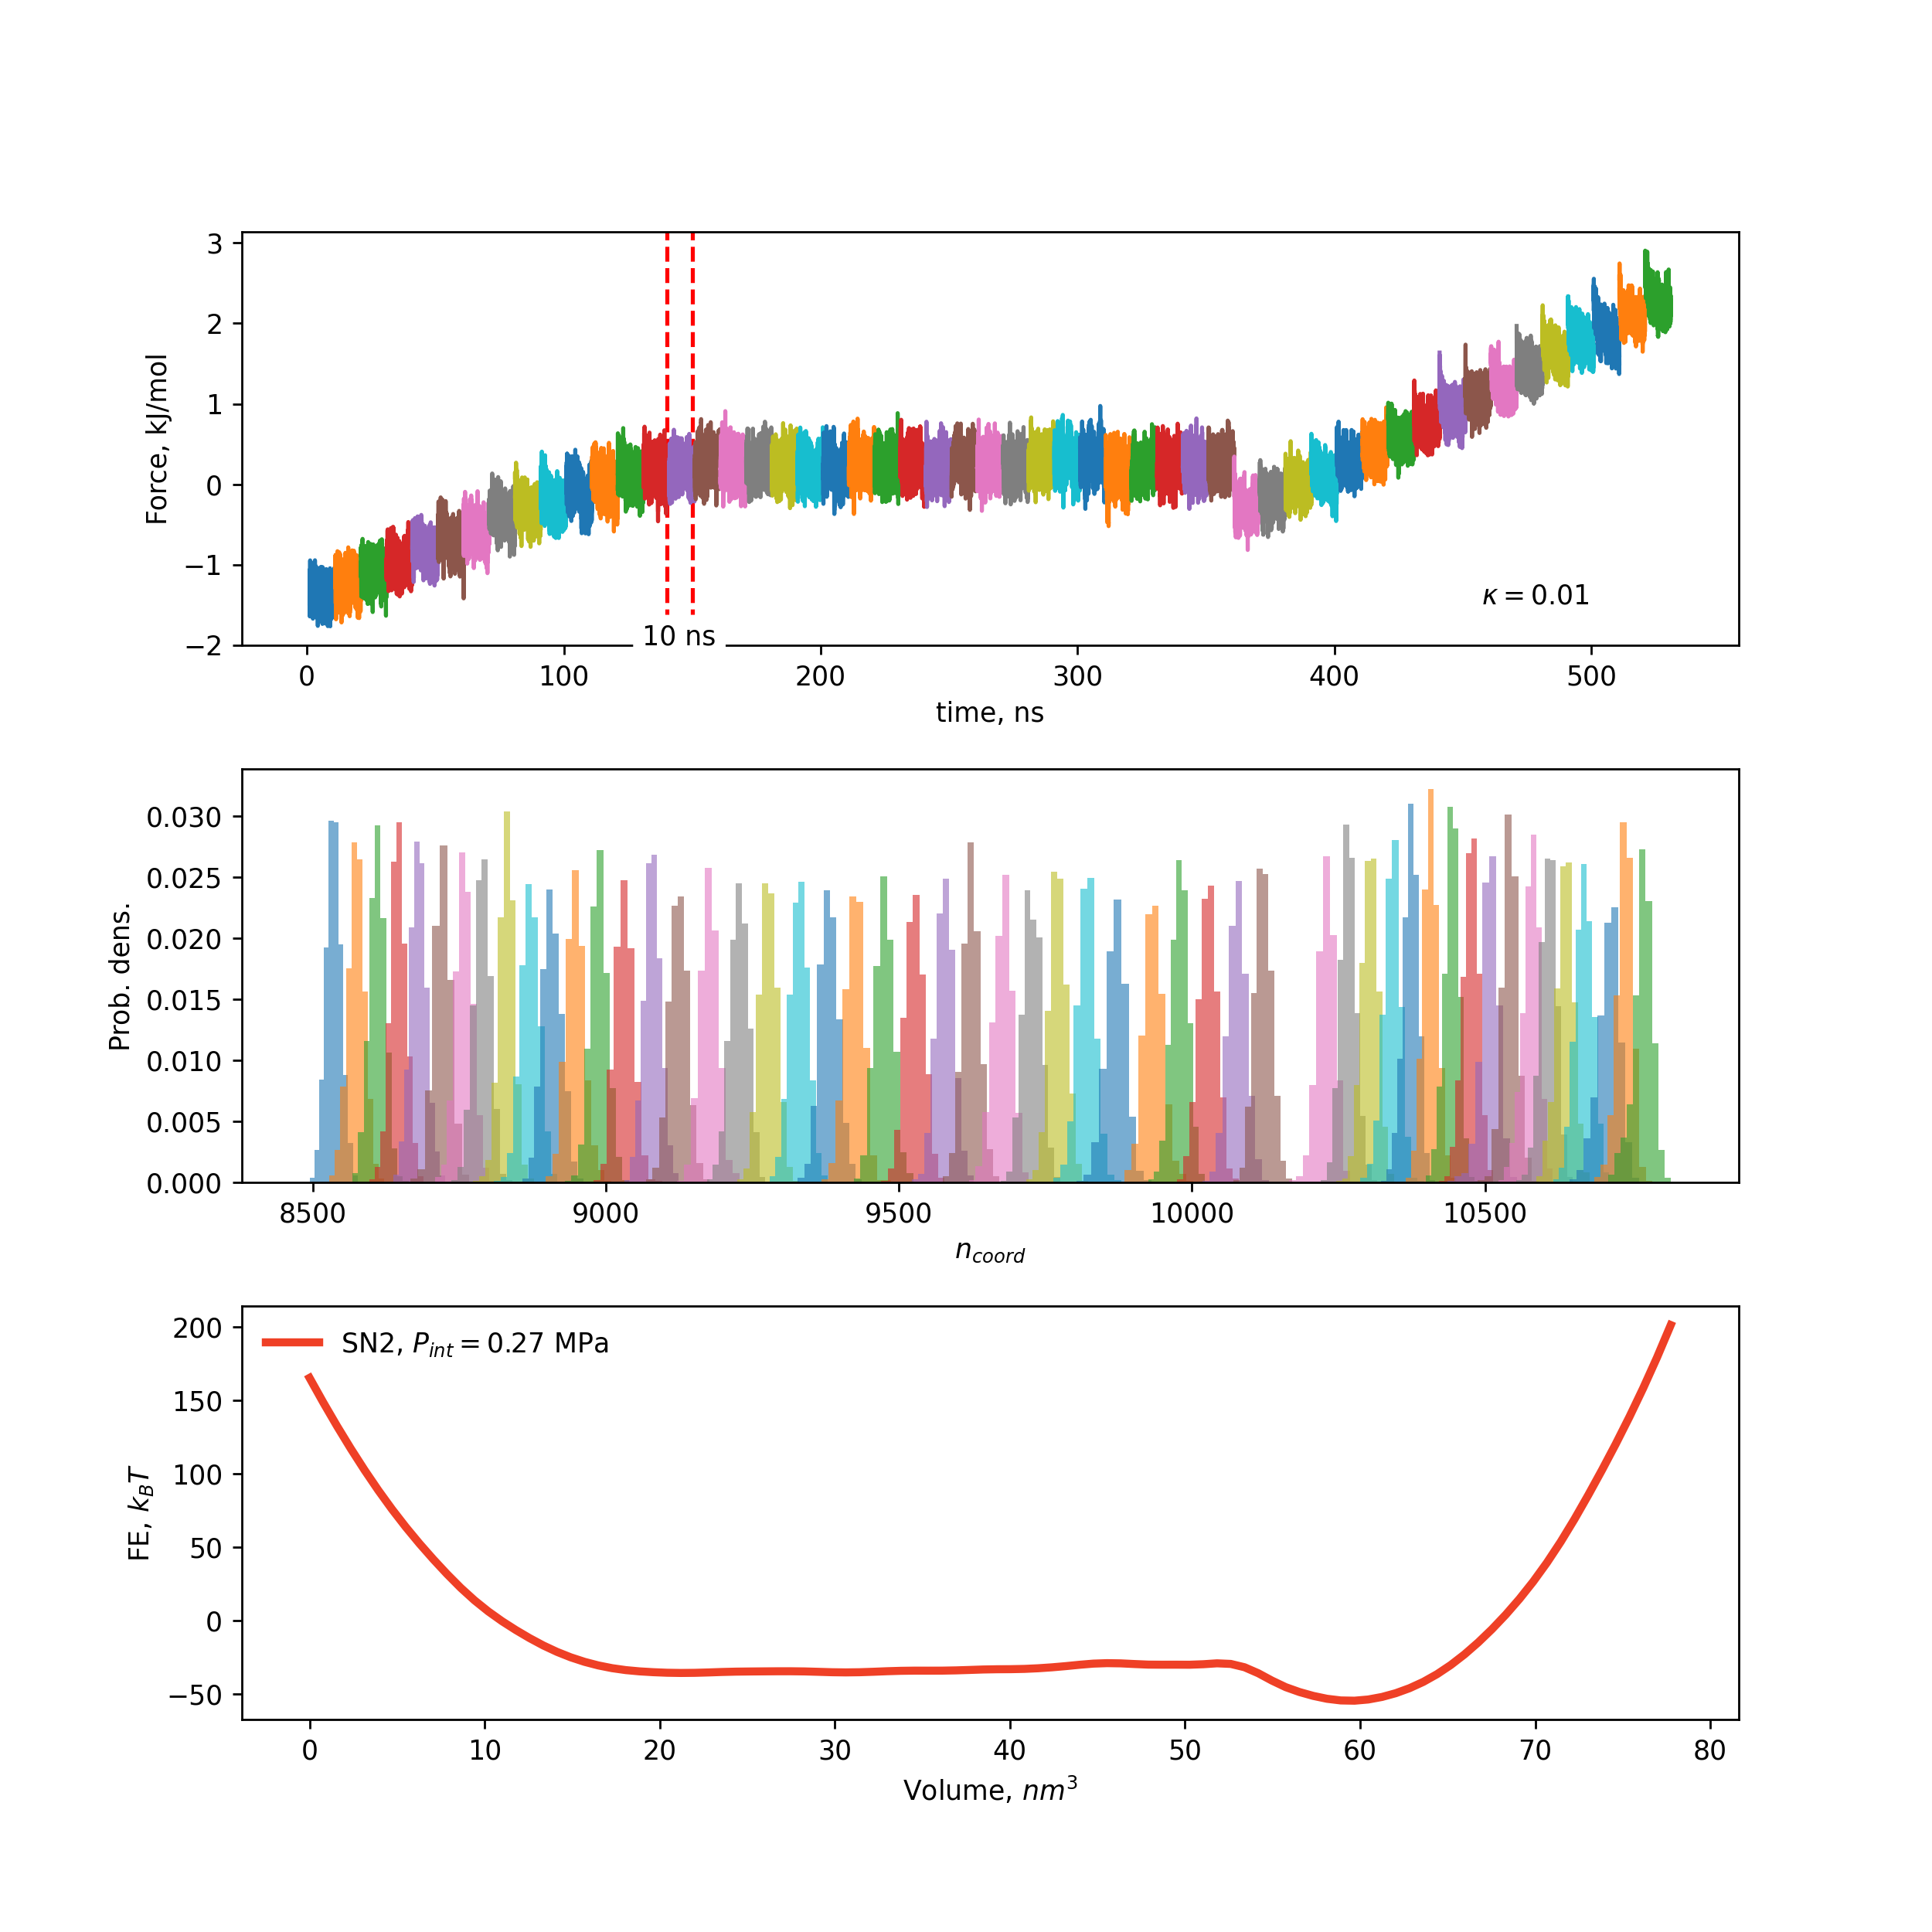 3
2
1
0
−1
−2
Force, kJ/mol
κ = 0.01
10 ns
0 100 200 300 400 500
time, ns
0.030
0.025
0.020
0.015
0.010
0.005
0.000
Prob. dens.
8500 9000 9500 10000 10500
n_coord
200
150
100
50
0
−50
FE, k_BT
SN2, P_int = 0.27 MPa
0 10 20 30 40 50 60 70 80
Volume, nm³